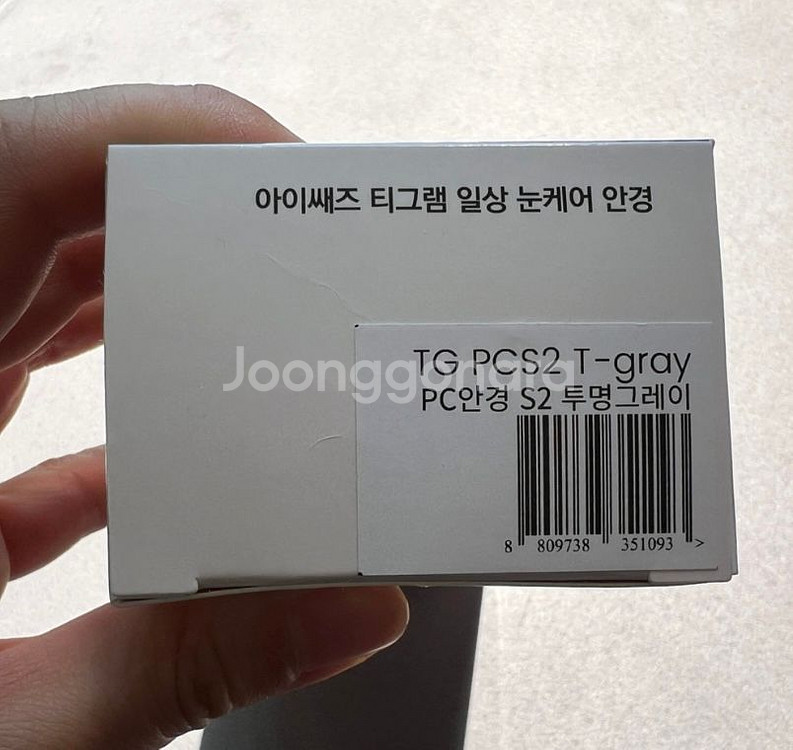 아이쌔즈 티그램 일상 눈케어 안경
TG PCS2 T-gray
Joonggonara
PC안경 S2 투명그레이
8 809738 351093 >